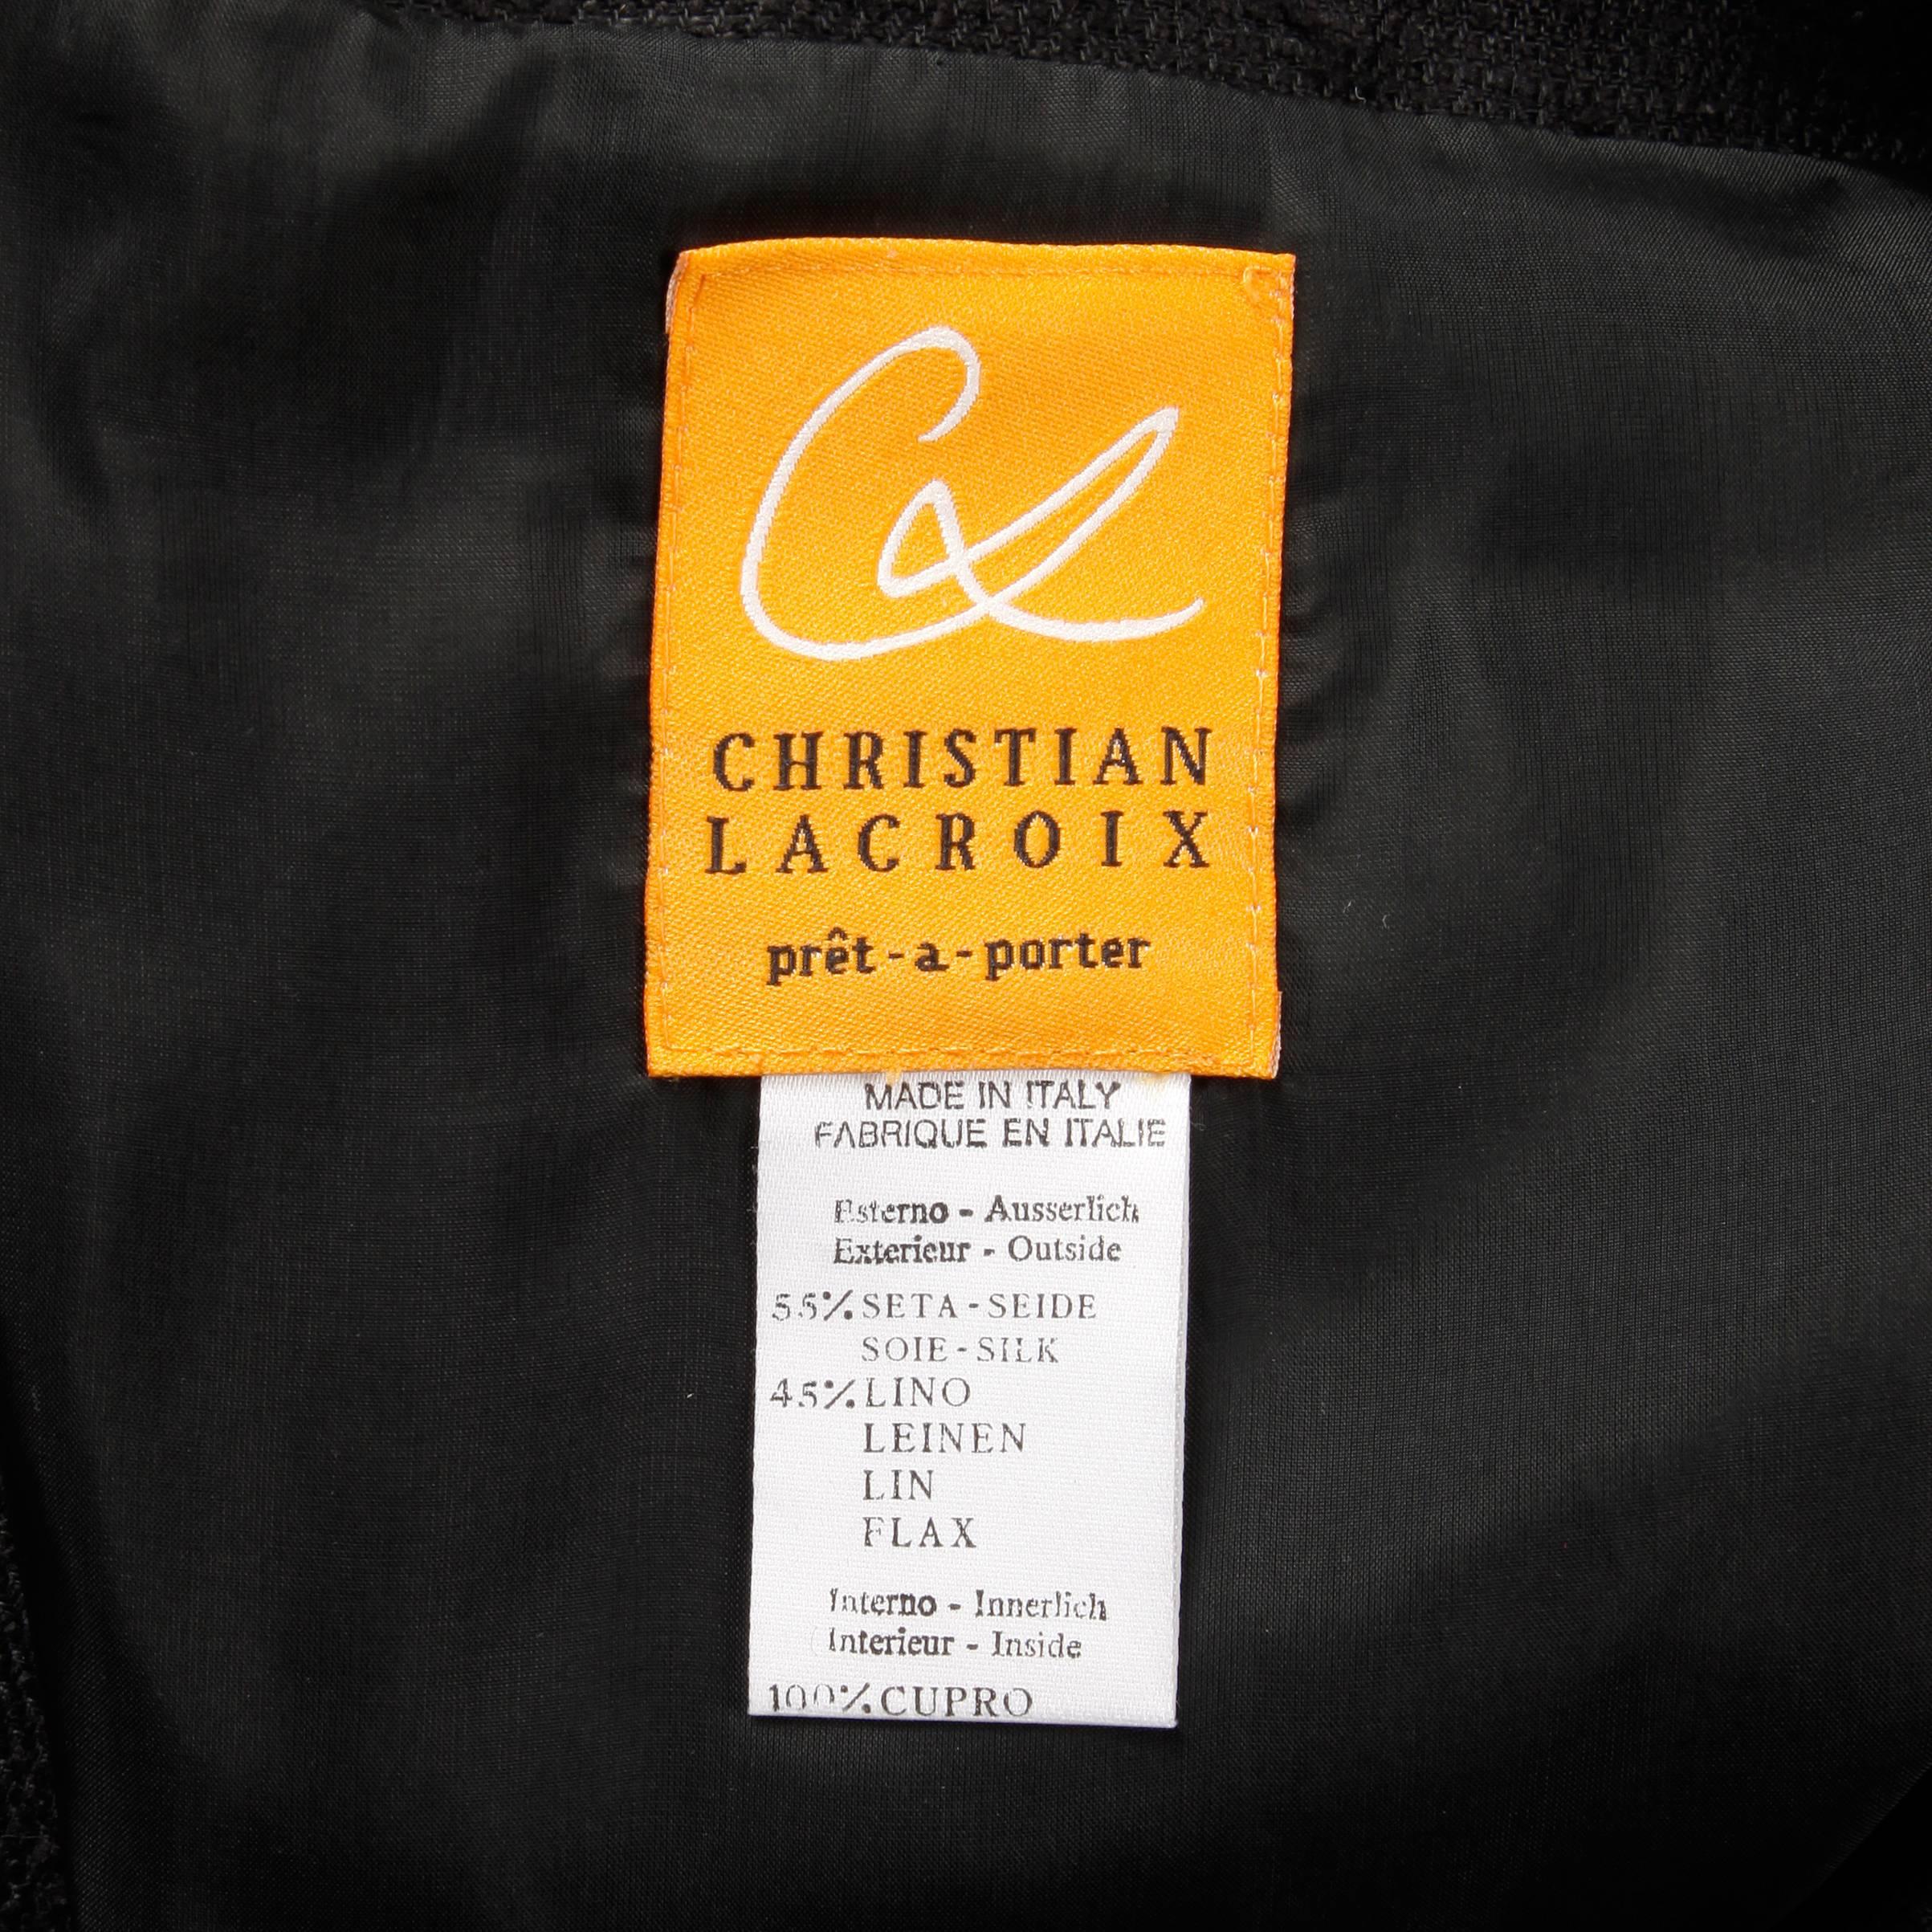 CL
CHRISTIAN
LACROIX
prêt-a-porter
MADE IN ITALY
FABRIQUE EN ITALIE
Esterno - Ausserlich
Exterieur - Outside
55% SETA-SEIDE
SOIE-SILK
45% LINO
LEINEN
LIN
FLAX
Interno - Innerlich
Interieur - Inside
100% CUPRO